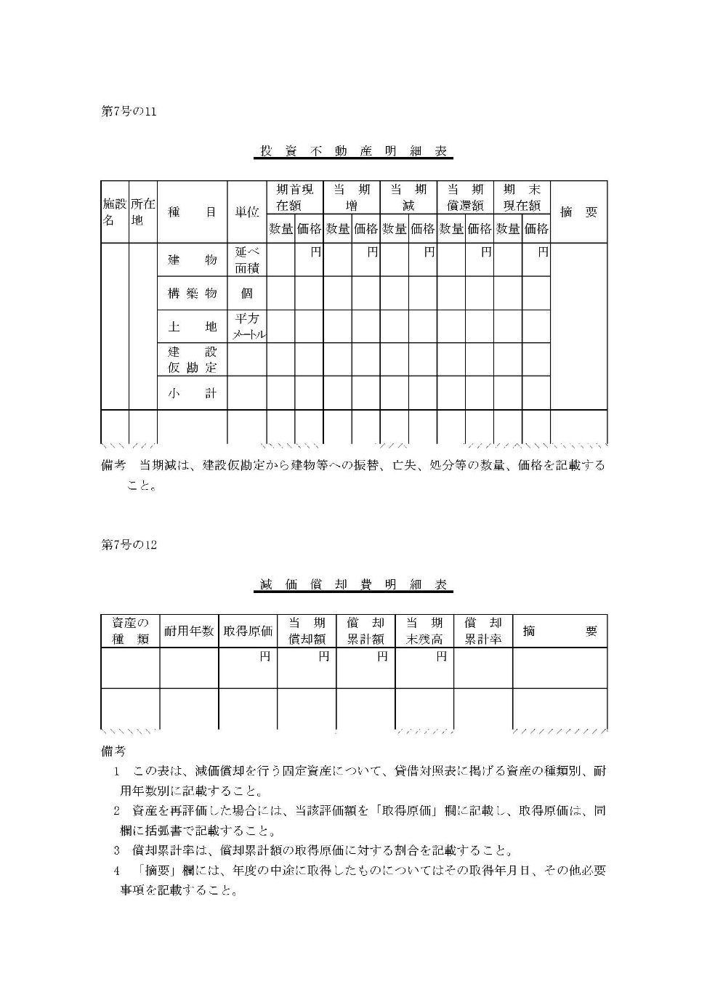 第7号の11
投　資　不　動　産　明　細　表
施設名　所在地　種　　目　単位　期首現在額　当　期増　当　期減　当　期償還額　期　末現在額　摘　要
数量　価格　数量　価格　数量　価格　数量　価格　数量　価格
建　　物　延べ面積　円　円　円　円　円
構 築 物　個
土　　地　平方メートル
建　　設仮 勘 定
小　　計
備考　当期減は、建設仮勘定から建物等への振替、亡失、処分等の数量、価格を記載する
こと。
第7号の12
減　価　償　却　費　明　細　表
資産の種　類　耐用年数　取得原価　当　期償却額　償　却累計額　当　期末残高　償　却累計率　摘　　　　要
円　円　円　円
備考
1　この表は、減価償却を行う固定資産について、貸借対照表に掲げる資産の種類別、耐
用年数別に記載すること。
2　資産を再評価した場合には、当該評価額を「取得原価」欄に記載し、取得原価は、同
欄に括弧書で記載すること。
3　償却累計率は、償却累計額の取得原価に対する割合を記載すること。
4　「摘要」欄には、年度の中途に取得したものについてはその取得年月日、その他必要
事項を記載すること。